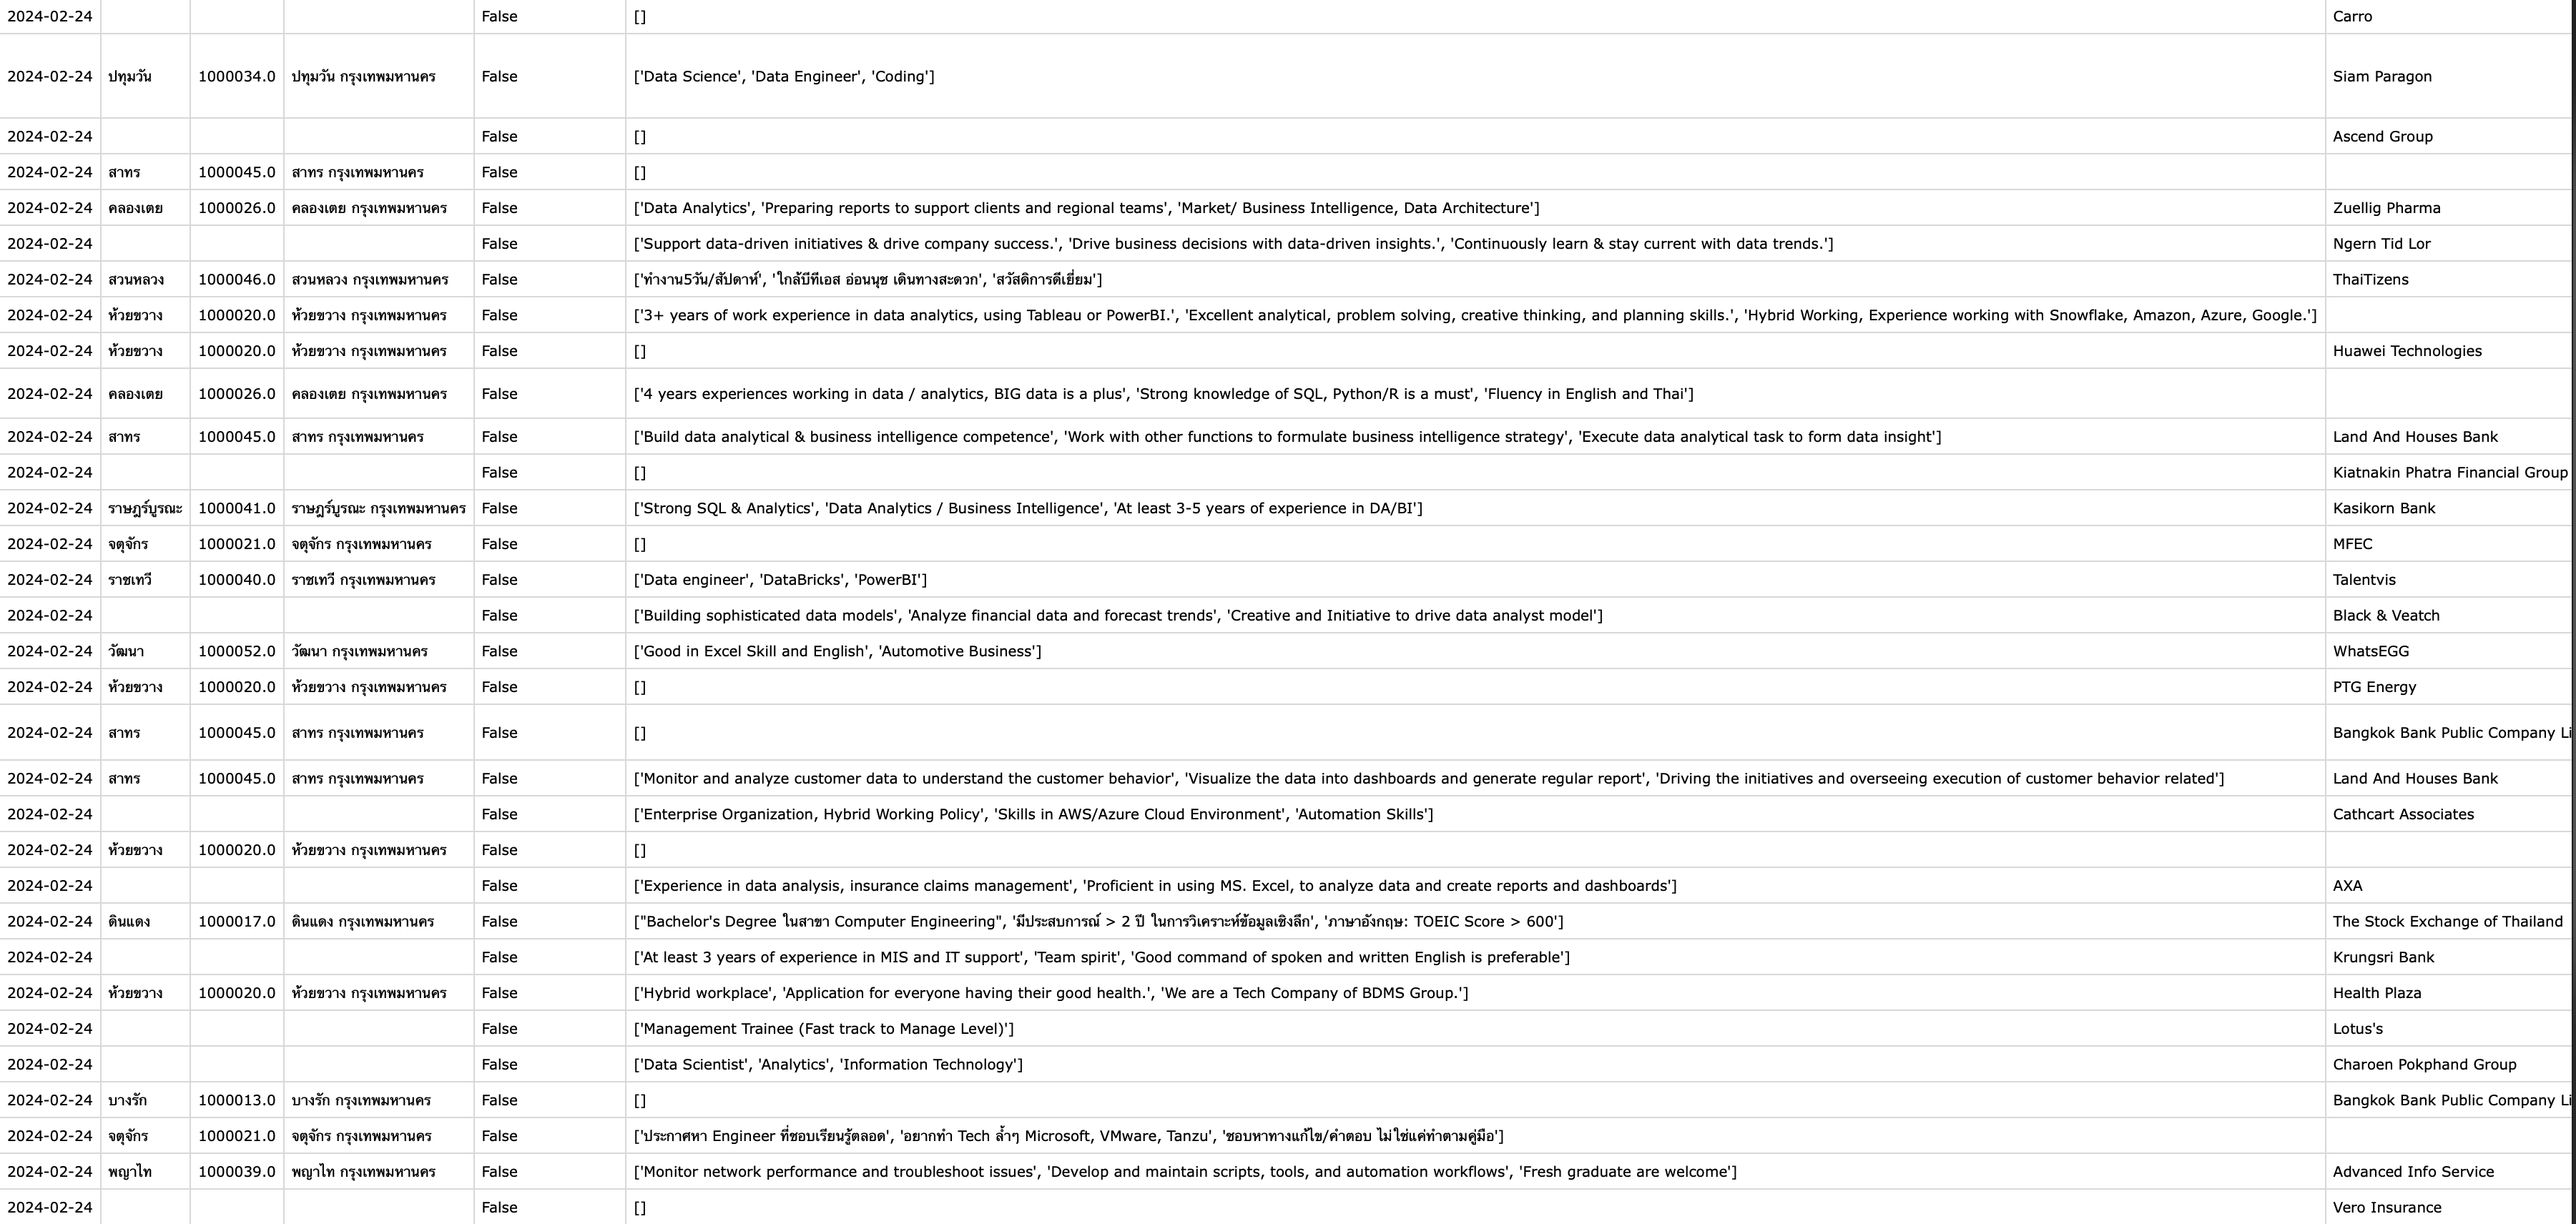 2024-02-24 False [] Carro
2024-02-24 ปทุมวัน 1000034.0 ปทุมวัน กรุงเทพมหานคร False ['Data Science', 'Data Engineer', 'Coding'] Siam Paragon
2024-02-24 False [] Ascend Group
2024-02-24 สาทร 1000045.0 สาทร กรุงเทพมหานคร False []
2024-02-24 คลองเตย 1000026.0 คลองเตย กรุงเทพมหานคร False ['Data Analytics', 'Preparing reports to support clients and regional teams', 'Market/ Business Intelligence, Data Architecture'] Zuellig Pharma
2024-02-24 False ['Support data-driven initiatives & drive company success.', 'Drive business decisions with data-driven insights.', 'Continuously learn & stay current with data trends.'] Ngern Tid Lor
2024-02-24 สวนหลวง 1000046.0 สวนหลวง กรุงเทพมหานคร False ['ทำงาน5วัน/สัปดาห์', 'ใกล้บีทีเอส อ่อนนุช เดินทางสะดวก', 'สวัสดิการดีเยี่ยม'] ThaiTizens
2024-02-24 ห้วยขวาง 1000020.0 ห้วยขวาง กรุงเทพมหานคร False ['3+ years of work experience in data analytics, using Tableau or PowerBI.', 'Excellent analytical, problem solving, creative thinking, and planning skills.', 'Hybrid Working, Experience working with Snowflake, Amazon, Azure, Google.']
2024-02-24 ห้วยขวาง 1000020.0 ห้วยขวาง กรุงเทพมหานคร False [] Huawei Technologies
2024-02-24 คลองเตย 1000026.0 คลองเตย กรุงเทพมหานคร False ['4 years experiences working in data / analytics, BIG data is a plus', 'Strong knowledge of SQL, Python/R is a must', 'Fluency in English and Thai']
2024-02-24 สาทร 1000045.0 สาทร กรุงเทพมหานคร False ['Build data analytical & business intelligence competence', 'Work with other functions to formulate business intelligence strategy', 'Execute data analytical task to form data insight'] Land And Houses Bank
2024-02-24 False [] Kiatnakin Phatra Financial Group
2024-02-24 ราษฎร์บูรณะ 1000041.0 ราษฎร์บูรณะ กรุงเทพมหานคร False ['Strong SQL & Analytics', 'Data Analytics / Business Intelligence', 'At least 3-5 years of experience in DA/BI'] Kasikorn Bank
2024-02-24 จตุจักร 1000021.0 จตุจักร กรุงเทพมหานคร False [] MFEC
2024-02-24 ราชเทวี 1000040.0 ราชเทวี กรุงเทพมหานคร False ['Data engineer', 'DataBricks', 'PowerBI'] Talentvis
2024-02-24 False ['Building sophisticated data models', 'Analyze financial data and forecast trends', 'Creative and Initiative to drive data analyst model'] Black & Veatch
2024-02-24 วัฒนา 1000052.0 วัฒนา กรุงเทพมหานคร False ['Good in Excel Skill and English', 'Automotive Business'] WhatsEGG
2024-02-24 ห้วยขวาง 1000020.0 ห้วยขวาง กรุงเทพมหานคร False [] PTG Energy
2024-02-24 สาทร 1000045.0 สาทร กรุงเทพมหานคร False [] Bangkok Bank Public Company Li
2024-02-24 สาทร 1000045.0 สาทร กรุงเทพมหานคร False ['Monitor and analyze customer data to understand the customer behavior', 'Visualize the data into dashboards and generate regular report', 'Driving the initiatives and overseeing execution of customer behavior related'] Land And Houses Bank
2024-02-24 False ['Enterprise Organization, Hybrid Working Policy', 'Skills in AWS/Azure Cloud Environment', 'Automation Skills'] Cathcart Associates
2024-02-24 ห้วยขวาง 1000020.0 ห้วยขวาง กรุงเทพมหานคร False []
2024-02-24 False ['Experience in data analysis, insurance claims management', 'Proficient in using MS. Excel, to analyze data and create reports and dashboards'] AXA
2024-02-24 ดินแดง 1000017.0 ดินแดง กรุงเทพมหานคร False ["Bachelor's Degree ในสาขา Computer Engineering", 'มีประสบการณ์ > 2 ปี ในการวิเคราะห์ข้อมูลเชิงลึก', 'ภาษาอังกฤษ: TOEIC Score > 600'] The Stock Exchange of Thailand
2024-02-24 False ['At least 3 years of experience in MIS and IT support', 'Team spirit', 'Good command of spoken and written English is preferable'] Krungsri Bank
2024-02-24 ห้วยขวาง 1000020.0 ห้วยขวาง กรุงเทพมหานคร False ['Hybrid workplace', 'Application for everyone having their good health.', 'We are a Tech Company of BDMS Group.'] Health Plaza
2024-02-24 False ['Management Trainee (Fast track to Manage Level)'] Lotus's
2024-02-24 False ['Data Scientist', 'Analytics', 'Information Technology'] Charoen Pokphand Group
2024-02-24 บางรัก 1000013.0 บางรัก กรุงเทพมหานคร False [] Bangkok Bank Public Company Li
2024-02-24 จตุจักร 1000021.0 จตุจักร กรุงเทพมหานคร False ['ประกาศหา Engineer ที่ชอบเรียนรู้ตลอด', 'อยากทำ Tech ล้ำๆ Microsoft, VMware, Tanzu', 'ชอบหาทางแก้ไข/คำตอบ ไม่ใช่แค่ทำตามคู่มือ']
2024-02-24 พญาไท 1000039.0 พญาไท กรุงเทพมหานคร False ['Monitor network performance and troubleshoot issues', 'Develop and maintain scripts, tools, and automation workflows', 'Fresh graduate are welcome'] Advanced Info Service
2024-02-24 False [] Vero Insurance